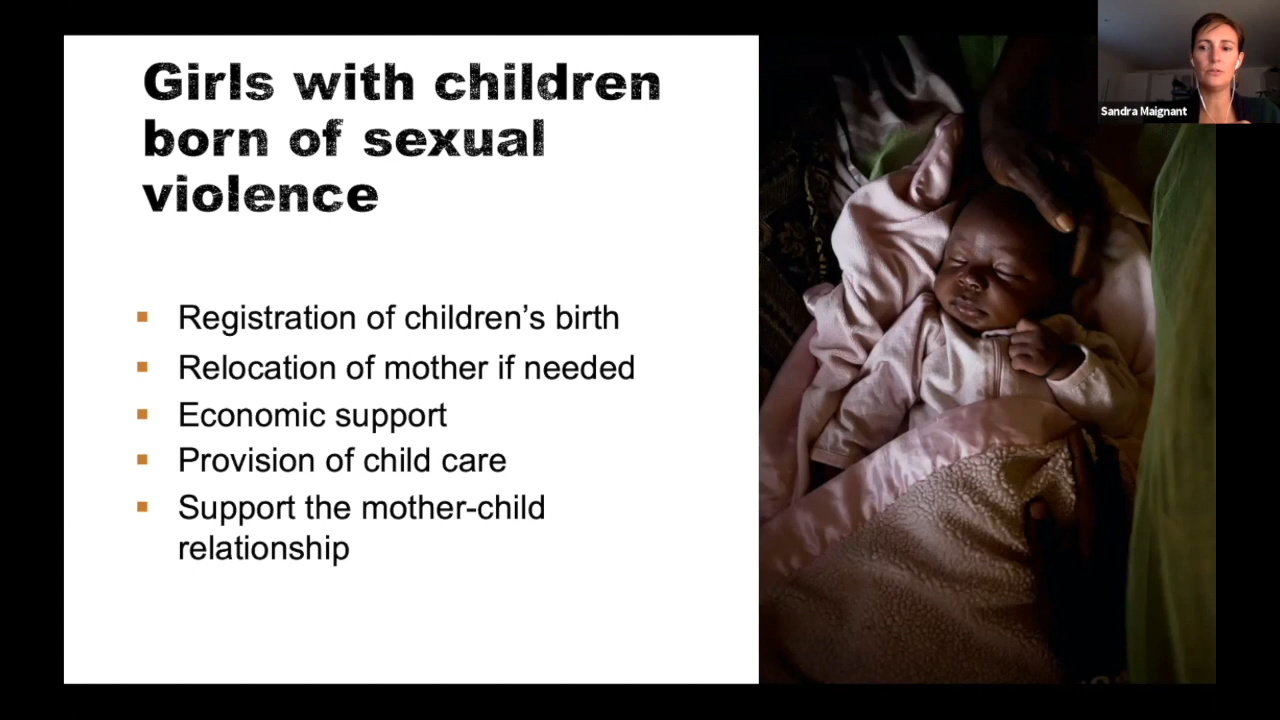 Girls with children
born of sexual
violence
▪ Registration of children’s birth
▪ Relocation of mother if needed
▪ Economic support
▪ Provision of child care
▪ Support the mother-child
relationship
Sandra Maignant